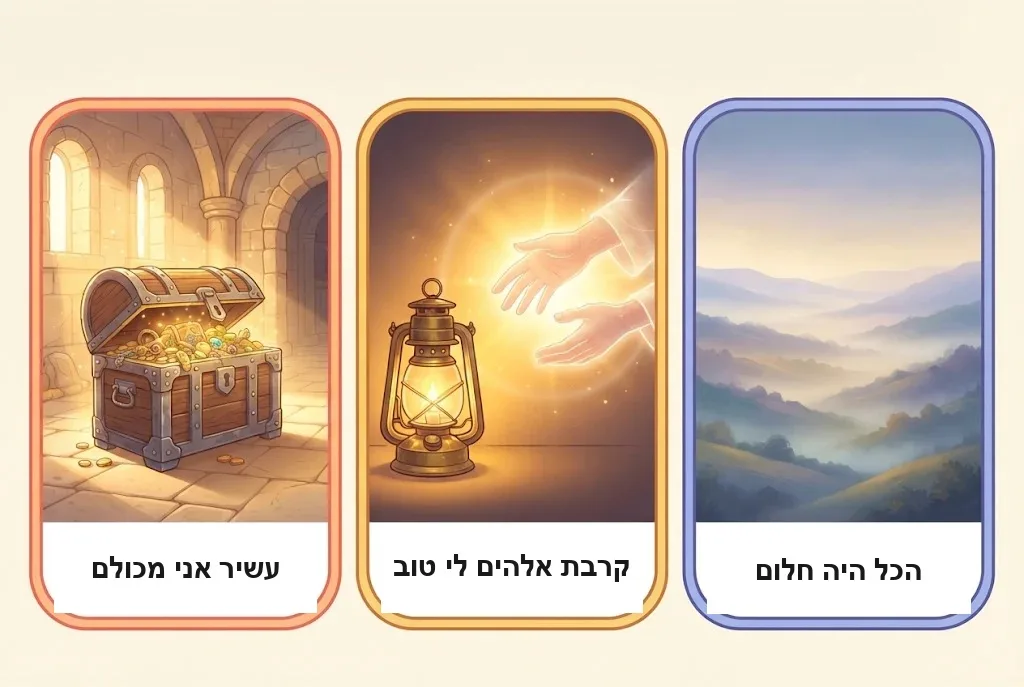 הכל היה חלום
קרבת אלהים לי טוב
עשיר אני מכולם